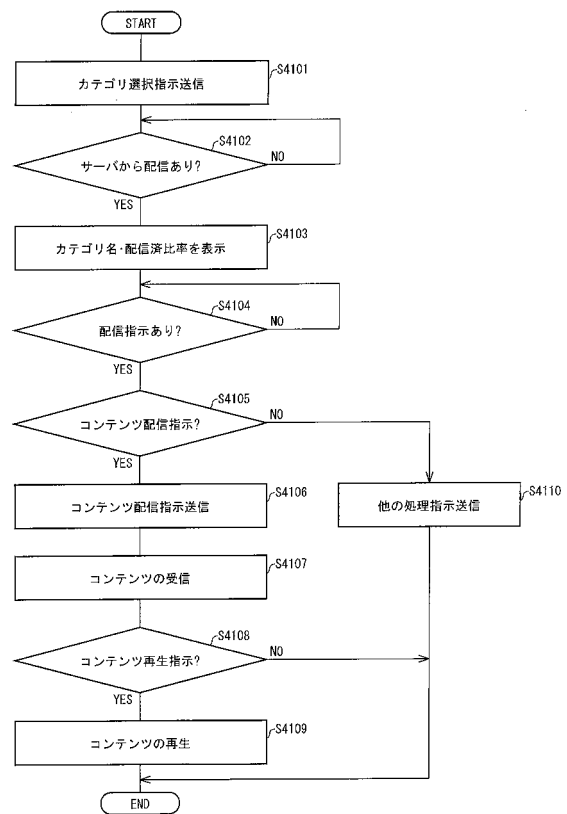 START
カテゴリ選択指示送信
S4101
サーバから配信あり?
S4102
NO
YES
カテゴリ名･配信済比率を表示
S4103
配信指示あり?
S4104
NO
YES
コンテンツ配信指示?
S4105
NO
YES
コンテンツ配信指示送信
S4106
他の処理指示送信
S4110
コンテンツの受信
S4107
コンテンツ再生指示?
S4108
NO
YES
コンテンツの再生
S4109
END